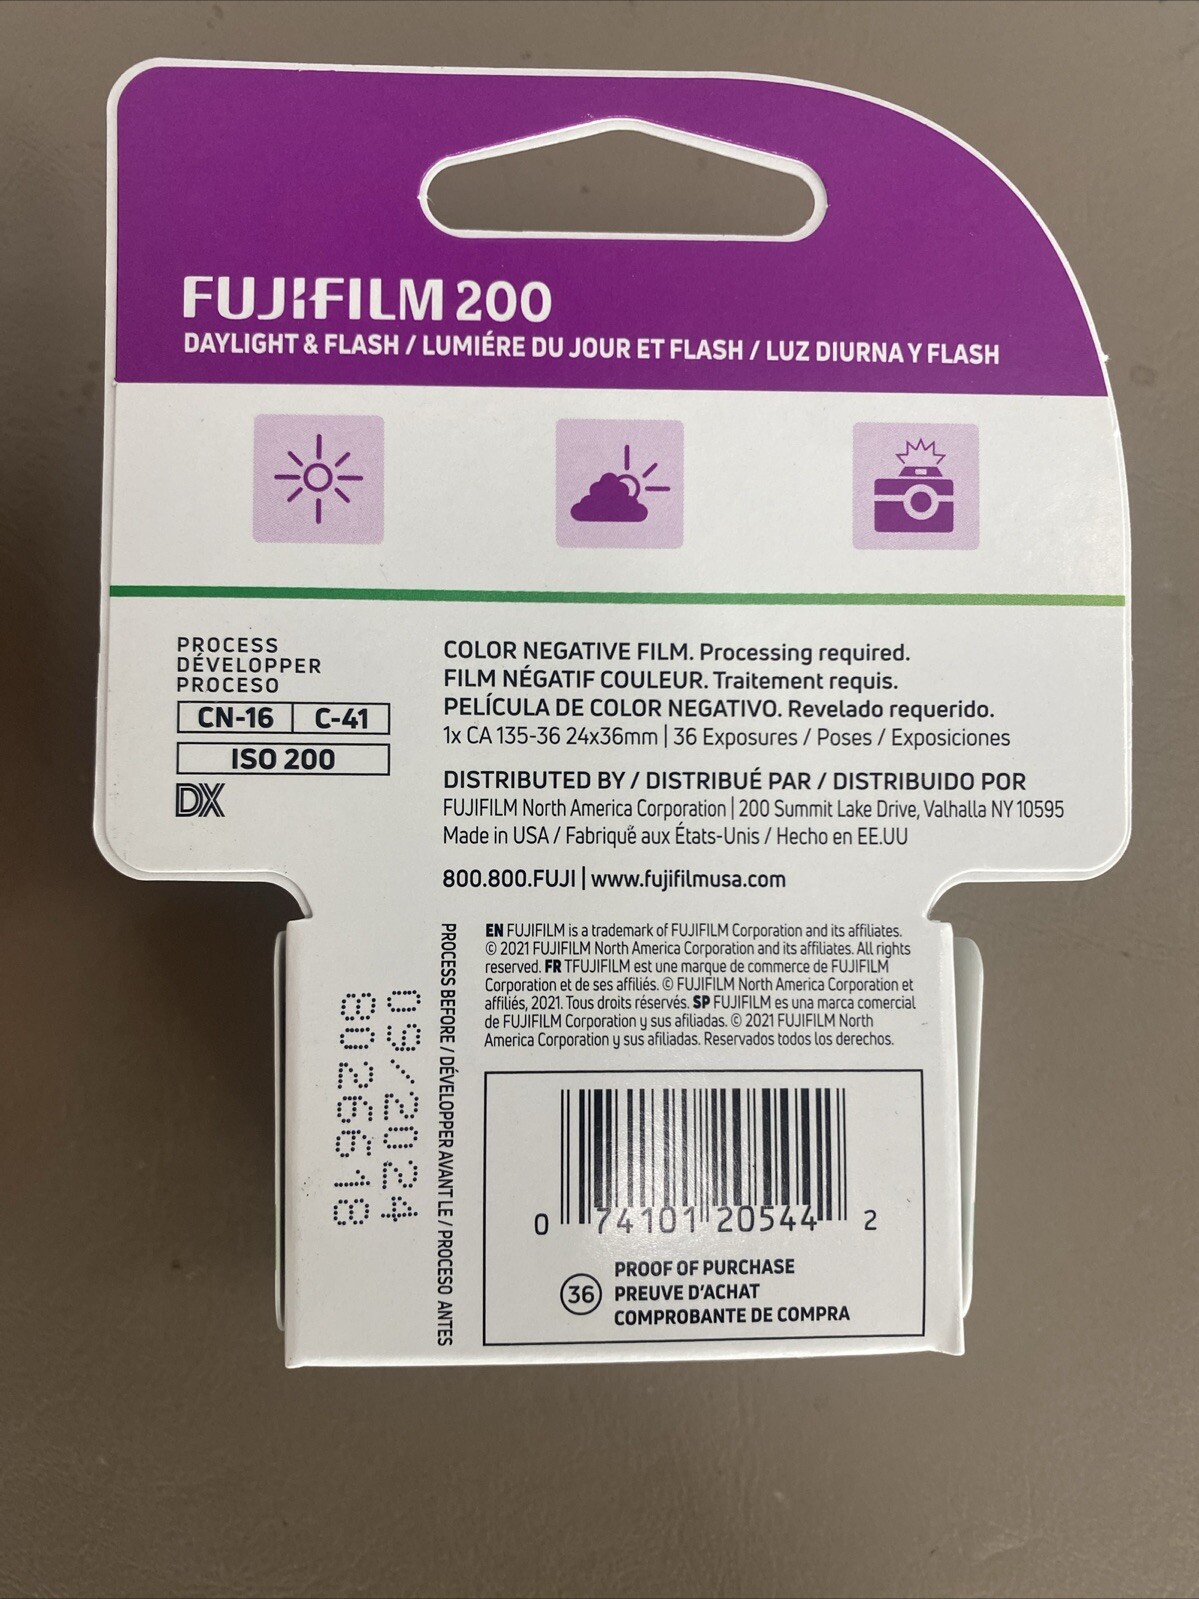 FUJIFILM 200
DAYLIGHT & FLASH / LUMIÉRE DU JOUR ET FLASH / LUZ DIURNA Y FLASH
PROCESS
DÉVELOPPER
PROCESO
CN-16 | C-41
ISO 200
DX
COLOR NEGATIVE FILM. Processing required.
FILM NÉGATIF COULEUR. Traitement requis.
PELÍCULA DE COLOR NEGATIVO. Revelado requerido.
1x CA 135-36 24x36mm | 36 Exposures / Poses / Exposiciones
DISTRIBUTED BY / DISTRIBUÉ PAR / DISTRIBUIDO POR
FUJIFILM North America Corporation | 200 Summit Lake Drive, Valhalla NY 10595
Made in USA / Fabriqué aux États-Unis / Hecho en EE.UU
800.800.FUJI | www.fujifilmusa.com
PROCESS BEFORE / DÉVELOPPER AVANT LE / PROCESO ANTES
09/2024
8026618
EN FUJIFILM is a trademark of FUJIFILM Corporation and its affiliates.
© 2021 FUJIFILM North America Corporation and its affiliates. All rights
reserved. FR TFUJIFILM est une marque de commerce de FUJIFILM
Corporation et de ses affiliés. © FUJIFILM North America Corporation et
affiliés, 2021. Tous droits réservés. SP FUJIFILM es una marca comercial
de FUJIFILM Corporation y sus afiliadas. © 2021 FUJIFILM North
America Corporation y sus afiliadas. Reservados todos los derechos.
0 74101 20544 2
36
PROOF OF PURCHASE
PREUVE D'ACHAT
COMPROBANTE DE COMPRA